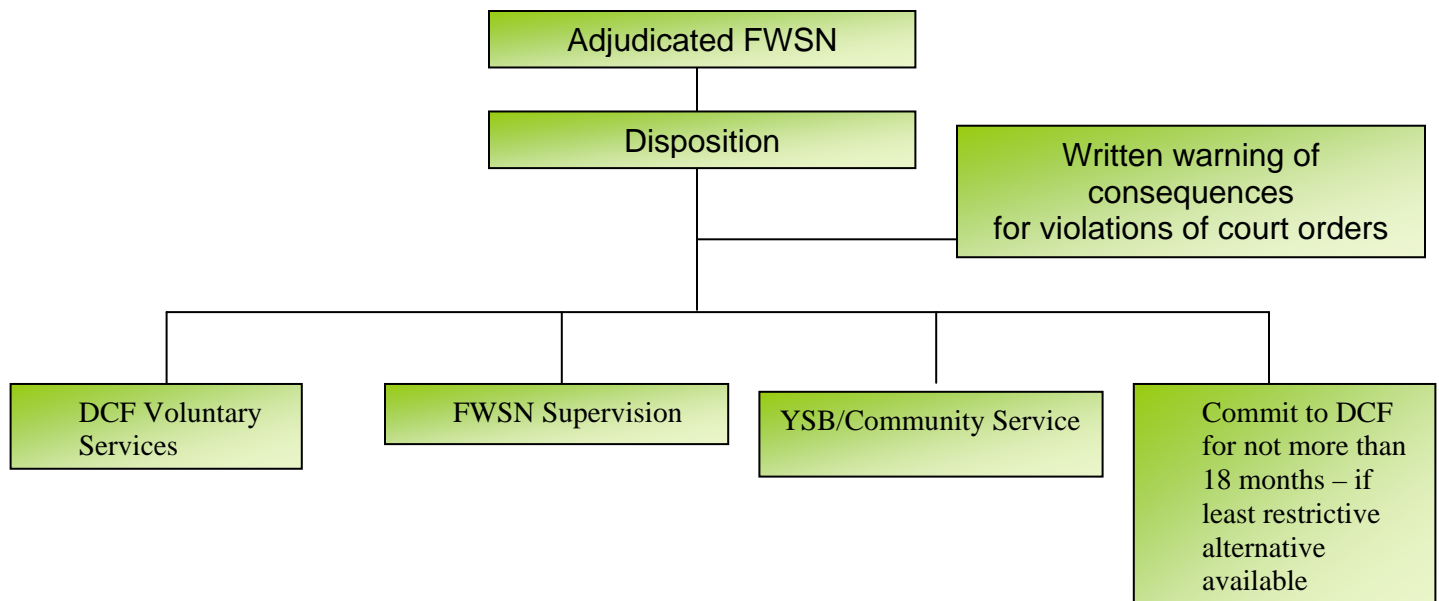 Adjudicated FWSN
Disposition
Written warning of
consequences
for violations of court orders
DCF Voluntary
Services
FWSN Supervision
YSB/Community Service
Commit to DCF
for not more than
18 months – if
least restrictive
alternative
available